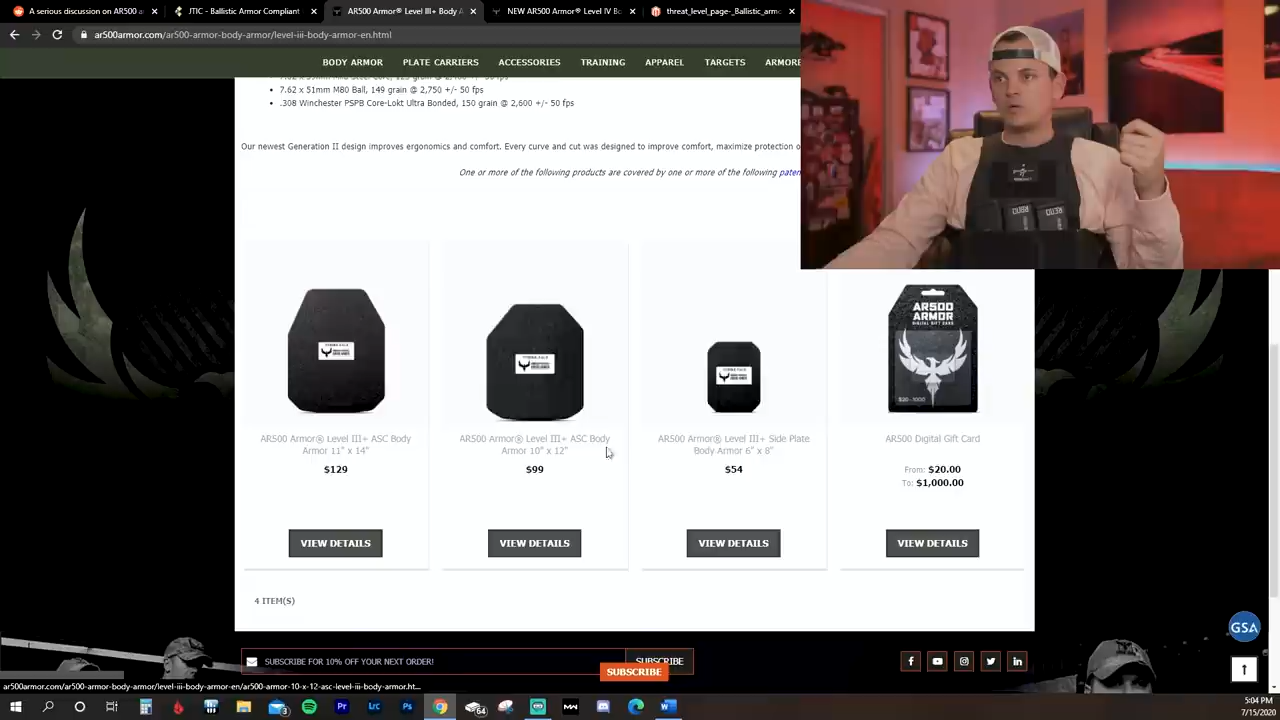 A serious discussion on AR500 a
JTIC - Ballistic Armor Compliant
AR500 Armor® Level III+ Body A
NEW AR500 Armor® Level IV Bo
threat_level_page-_Ballistic_armo
ar500armor.com/ar500-armor-body-armor/level-iii-body-armor-en.html
BODY ARMOR PLATE CARRIERS ACCESSORIES TRAINING APPAREL TARGETS ARMORE
7.62 x 51mm M80 Ball, 149 grain @ 2,750 +/- 50 fps
.308 Winchester PSPB Core-Lokt Ultra Bonded, 150 grain @ 2,600 +/- 50 fps
Our newest Generation II design improves ergonomics and comfort. Every curve and cut was designed to improve comfort, maximize protection o
One or more of the following products are covered by one or more of the following paten
AR500
ARMOR
DIGITAL GIFT CARD
$20-1000
AR500 Armor® Level III+ ASC Body
Armor 11" x 14"
$129
VIEW DETAILS
AR500 Armor® Level III+ ASC Body
Armor 10" x 12"
$99
VIEW DETAILS
AR500 Armor® Level III+ Side Plate
Body Armor 6" x 8"
$54
VIEW DETAILS
AR500 Digital Gift Card
From: $20.00
To: $1,000.00
VIEW DETAILS
4 ITEM(S)
GSA
SUBSCRIBE FOR 10% OFF YOUR NEXT ORDER!
SUBSCRIBE
SUBSCRIBE
ar500armor.com/ar500-armor-body-armor/level-iii-body-armor-en/ar500-armor-10-x-12-asc-level-iii-body-armor.ht...
5:04 PM
7/15/2020